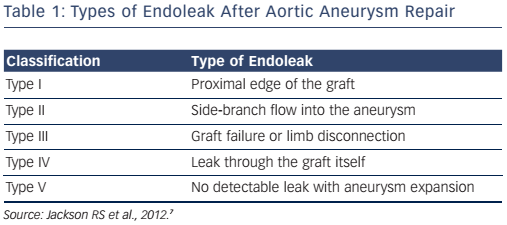 Table 1: Types of Endoleak After Aortic Aneurysm Repair
Classification Type of Endoleak
Type I Proximal edge of the graft
Type II Side-branch flow into the aneurysm
Type III Graft failure or limb disconnection
Type IV Leak through the graft itself
Type V No detectable leak with aneurysm expansion
Source: Jackson RS et al., 2012.⁷